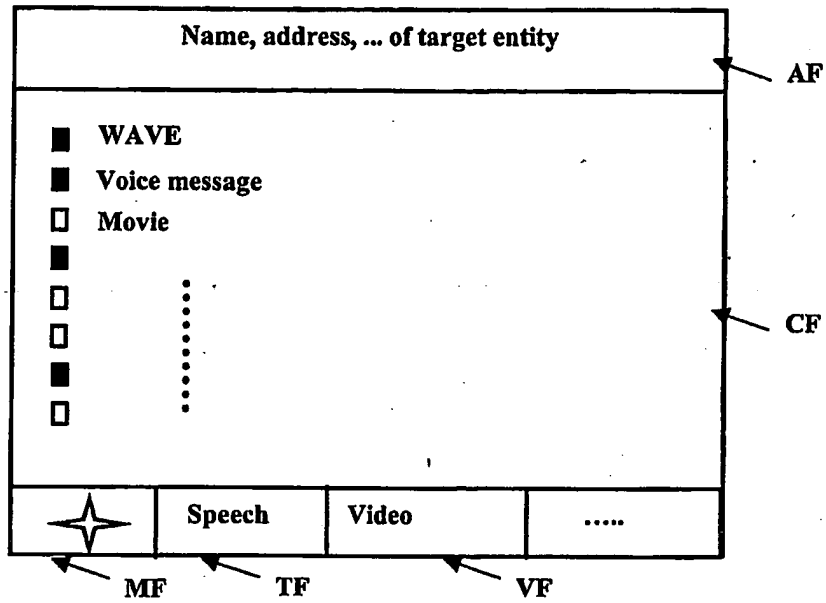 Name, address, ... of target entity
AF
WAVE
Voice message
Movie
CF
Speech
Video
.....
MF
TF
VF